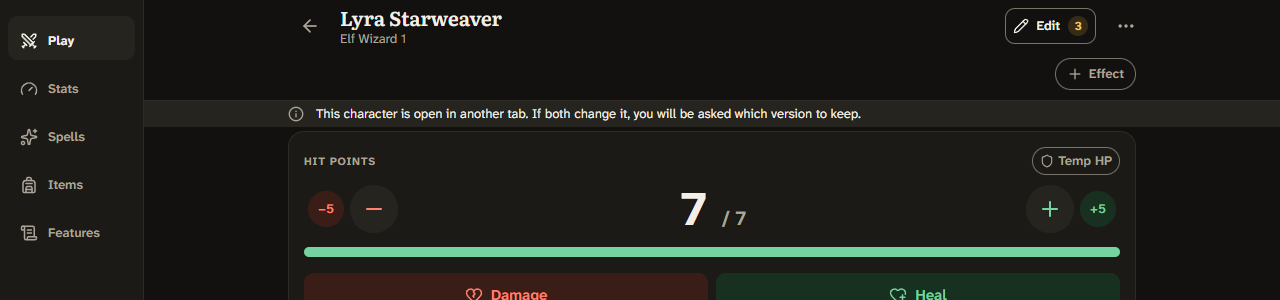 Play
Stats
Spells
Items
Features
Lyra Starweaver
Elf Wizard 1
Edit 3
Effect
This character is open in another tab. If both change it, you will be asked which version to keep.
HIT POINTS
Temp HP
−5
7 / 7
+5
Damage
Heal